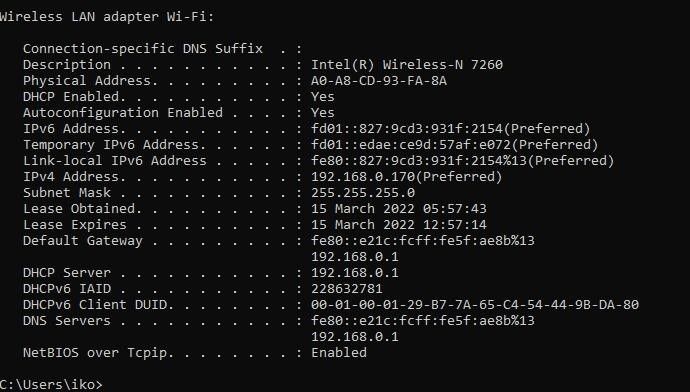 Wireless LAN adapter Wi-Fi:
Connection-specific DNS Suffix  . :
Description . . . . . . . . . . . : Intel(R) Wireless-N 7260
Physical Address. . . . . . . . . : A0-A8-CD-93-FA-8A
DHCP Enabled. . . . . . . . . . . : Yes
Autoconfiguration Enabled . . . . : Yes
IPv6 Address. . . . . . . . . . . : fd01::827:9cd3:931f:2154(Preferred)
Temporary IPv6 Address. . . . . . : fd01::edae:ce9d:57af:e072(Preferred)
Link-local IPv6 Address . . . . . : fe80::827:9cd3:931f:2154%13(Preferred)
IPv4 Address. . . . . . . . . . . : 192.168.0.170(Preferred)
Subnet Mask . . . . . . . . . . . : 255.255.255.0
Lease Obtained. . . . . . . . . . : 15 March 2022 05:57:43
Lease Expires . . . . . . . . . . : 15 March 2022 12:57:14
Default Gateway . . . . . . . . . : fe80::e21c:fcff:fe5f:ae8b%13
192.168.0.1
DHCP Server . . . . . . . . . . . : 192.168.0.1
DHCPv6 IAID . . . . . . . . . . . : 228632781
DHCPv6 Client DUID. . . . . . . . : 00-01-00-01-29-B7-7A-65-C4-54-44-9B-DA-80
DNS Servers . . . . . . . . . . . : fe80::e21c:fcff:fe5f:ae8b%13
192.168.0.1
NetBIOS over Tcpip. . . . . . . . : Enabled
C:\Users\iko>